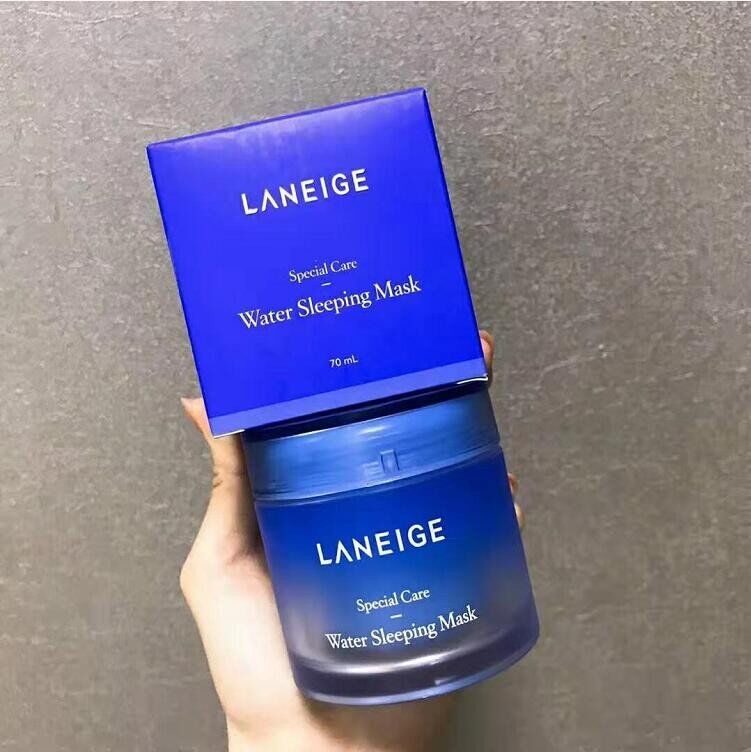 LANEIGE
Special Care
Water Sleeping Mask
70 mL
LANEIGE
Special Care
Water Sleeping Mask